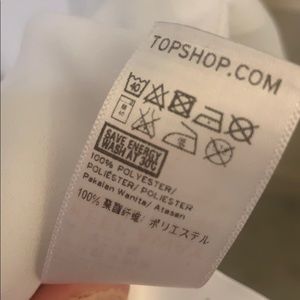 TOPSHOP.COM
40
SAVE ENERGY
WASH AT 30°C
100% POLYESTER/
POLIÉSTER/ POLIESTER
Pakaian Wanita/ Atasan
100% 聚酯纤维/ ポリエステル